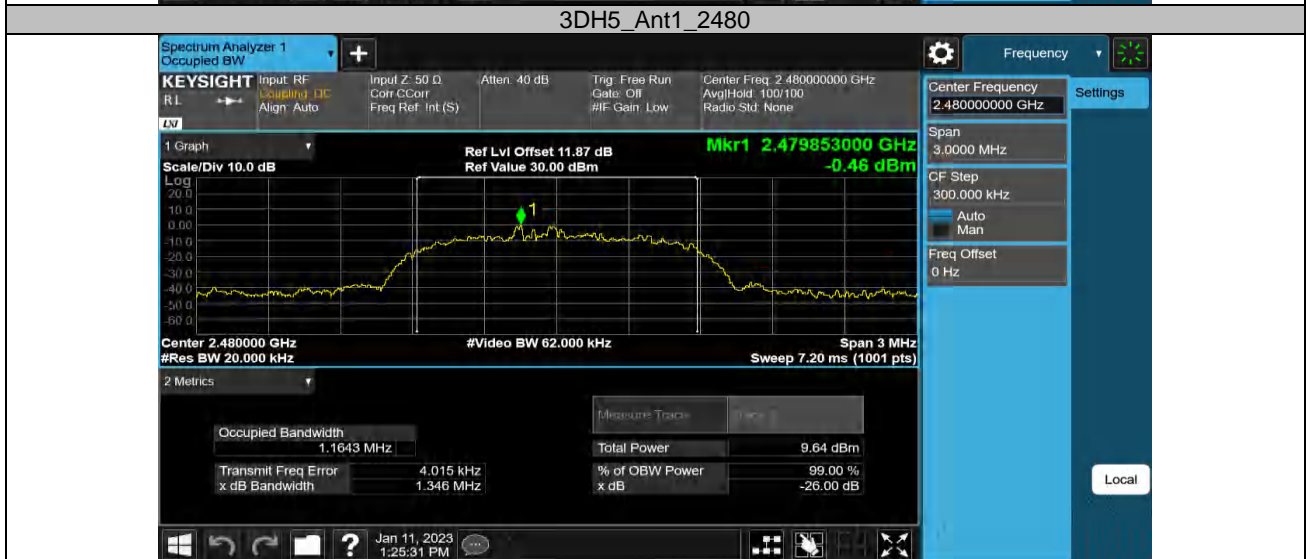 3DH5_Ant1_2480
Spectrum Analyzer 1
Occupied BW
Frequency
KEYSIGHT
R L
LXI
Input: RF
Coupling: DC
Align: Auto
Input Z: 50 Ω
Corr CCorr
Freq Ref: Int (S)
Atten: 40 dB
Trig: Free Run
Gate: Off
#IF Gain: Low
Center Freq: 2.480000000 GHz
Avg|Hold: 100/100
Radio Std: None
Center Frequency
2.480000000 GHz
Settings
Span
3.0000 MHz
CF Step
300.000 kHz
Auto
Man
Freq Offset
0 Hz
1 Graph
Scale/Div 10.0 dB
Ref Lvl Offset 11.87 dB
Ref Value 30.00 dBm
Mkr1 2.479853000 GHz
-0.46 dBm
Log
20.0
10.0
0.00
-10.0
-20.0
-30.0
-40.0
-50.0
-60.0
1
Center 2.480000 GHz
#Res BW 20.000 kHz
#Video BW 62.000 kHz
Span 3 MHz
Sweep 7.20 ms (1001 pts)
2 Metrics
Measure Trace
Occupied Bandwidth
1.1643 MHz
Total Power 9.64 dBm
Transmit Freq Error 4.015 kHz
% of OBW Power 99.00 %
x dB Bandwidth 1.346 MHz
x dB -26.00 dB
Local
Jan 11, 2023
1:25:31 PM